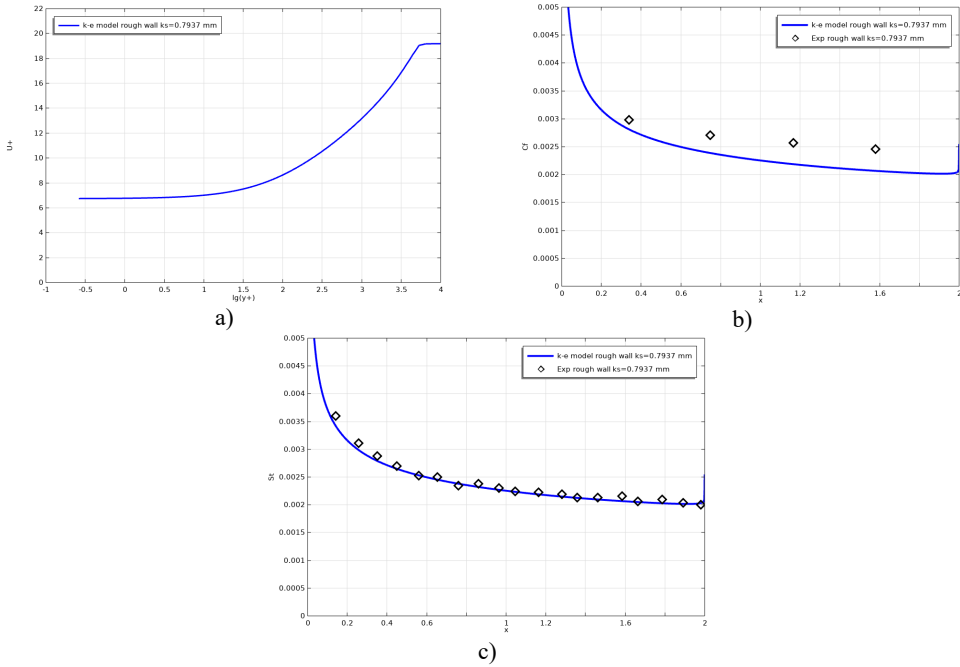 22
20
18
16
14
12
10
8
6
4
2
0
U+
k-e model rough wall ks=0.7937 mm
-1 -0.5 0 0.5 1 1.5 2 2.5 3 3.5 4
lg(y+)
a)
0.005
0.0045
0.004
0.0035
0.003
0.0025
0.002
0.0015
0.001
0.0005
0
Cf
k-e model rough wall ks=0.7937 mm
Exp rough wall ks=0.7937 mm
0 0.2 0.4 0.6 0.8 1 1.2 1.6 2
x
b)
0.005
0.0045
0.004
0.0035
0.003
0.0025
0.002
0.0015
0.001
0.0005
0
St
k-e model rough wall ks=0.7937 mm
Exp rough wall ks=0.7937 mm
0 0.2 0.4 0.6 0.8 1 1.2 1.6 2
x
c)